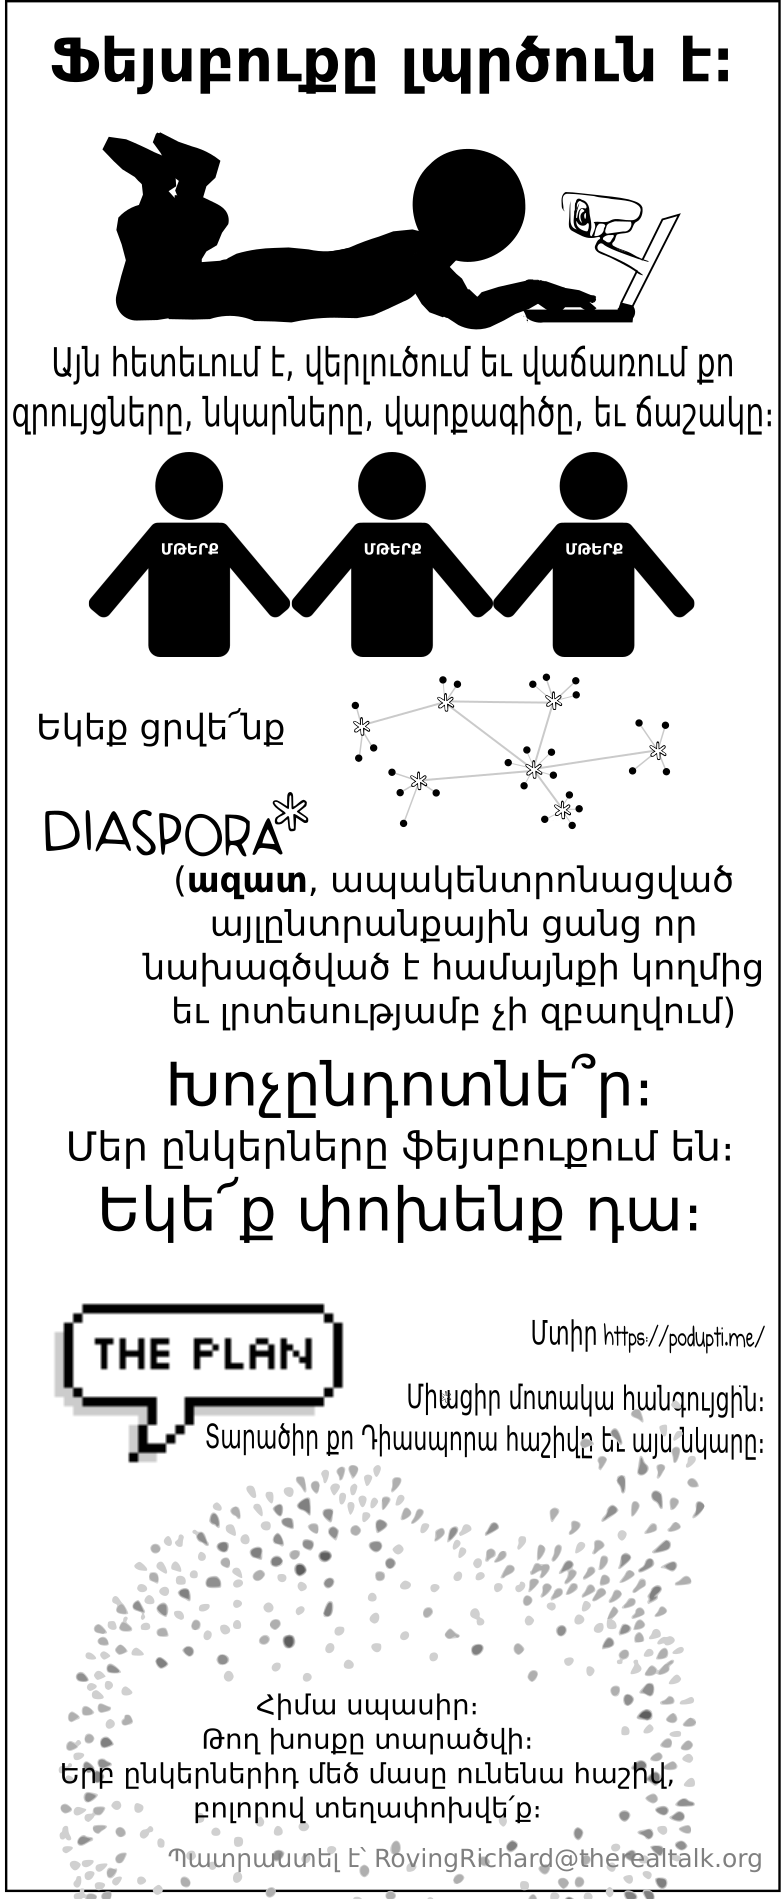 Ֆեյսբուքը լպրծուն է:
Այն հետեւում է, վերլուծում եւ վաճառում քո
զրույցները, նկարները, վարքագիծը, եւ ճաշակը:
ՄԹԵՐՔ ՄԹԵՐՔ ՄԹԵՐՔ
Եկեք ցրվե՜նք
DIASPORA*
(ազատ, ապակենտրոնացված
այլընտրանքային ցանց որ
նախագծված է համայնքի կողմից
եւ լրտեսությամբ չի զբաղվում)
Խոչընդոտնե՞ր:
Մեր ընկերները ֆեյսբուքում են:
Եկե՜ք փոխենք դա:
THE PLAN
Մտիր https://podupti.me/
Միացիր մոտակա հանգույցին:
Տարածիր քո Դիասպորա հաշիվը եւ այս նկարը:
Հիմա սպասիր:
Թող խոսքը տարածվի:
Երբ ընկերներիդ մեծ մասը ունենա հաշիվ,
բոլորով տեղափոխվե՛ք:
Պատրաստել է՝ RovingRichard@therealtalk.org